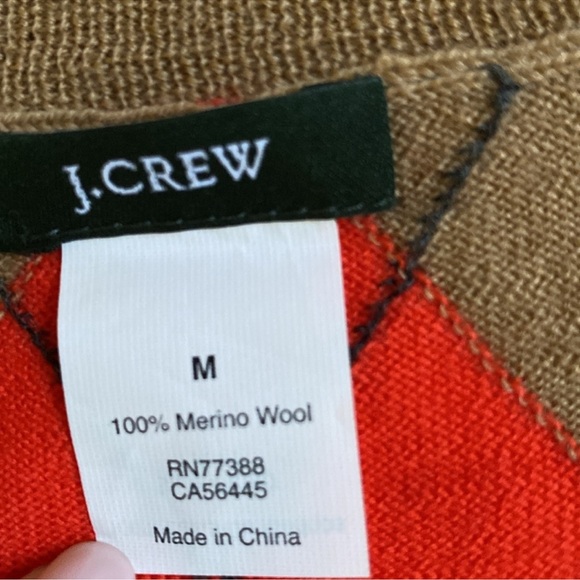 J.CREW
M
100% Merino Wool
RN77388
CA56445
Made in China